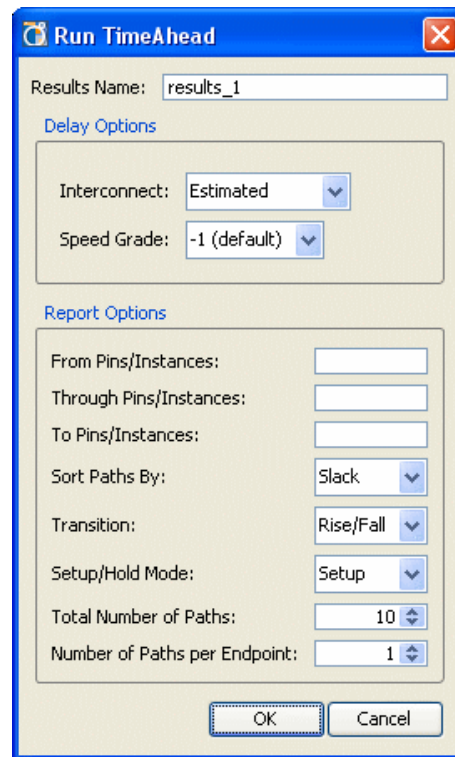 Run TimeAhead
Results Name: results_1
Delay Options
Interconnect: Estimated
Speed Grade: -1 (default)
Report Options
From Pins/Instances:
Through Pins/Instances:
To Pins/Instances:
Sort Paths By: Slack
Transition: Rise/Fall
Setup/Hold Mode: Setup
Total Number of Paths: 10
Number of Paths per Endpoint: 1
OK Cancel